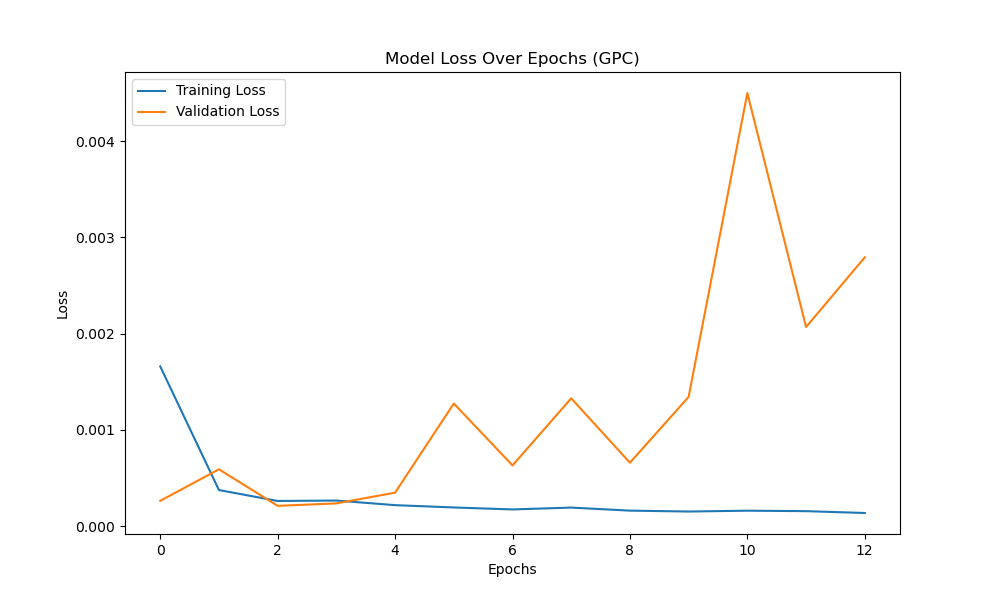 Model Loss Over Epochs (GPC)
Training Loss
Validation Loss
0.004
0.003
0.002
0.001
0.000
Loss
0 2 4 6 8 10 12
Epochs